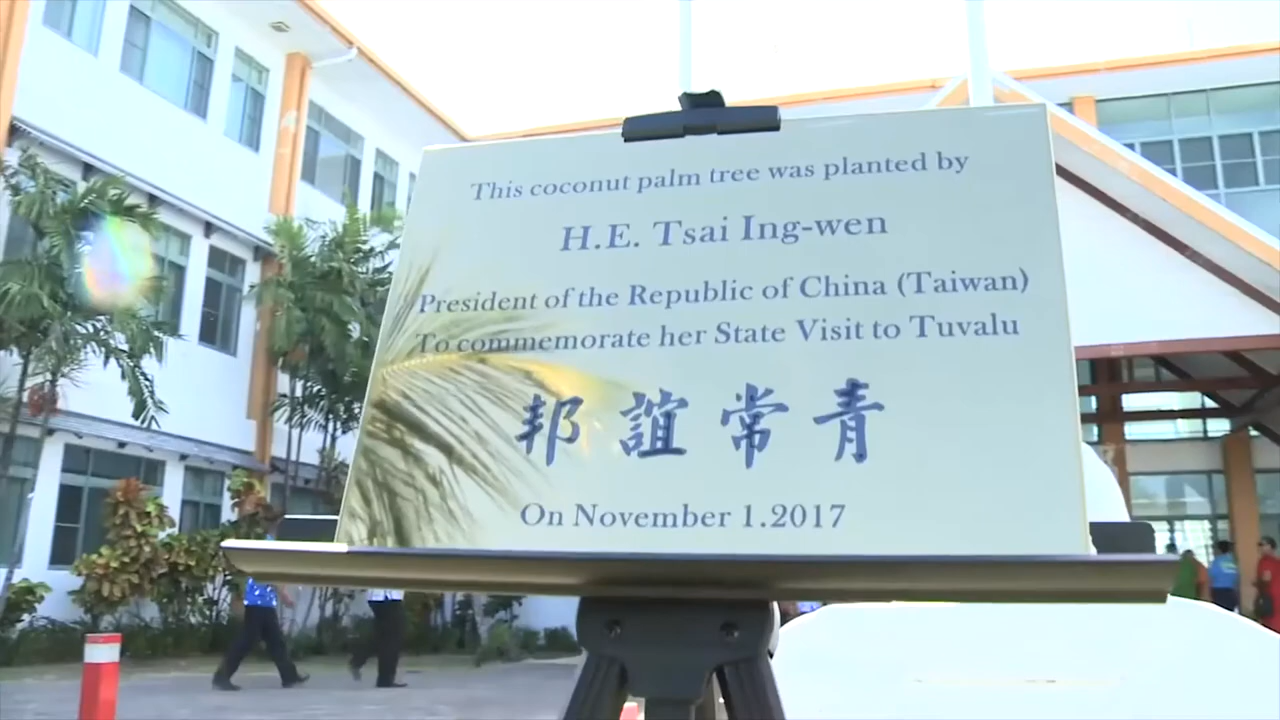 This coconut palm tree was planted by
H.E. Tsai Ing-wen
President of the Republic of China (Taiwan)
To commemorate her State Visit to Tuvalu
邦誼常青
On November 1.2017